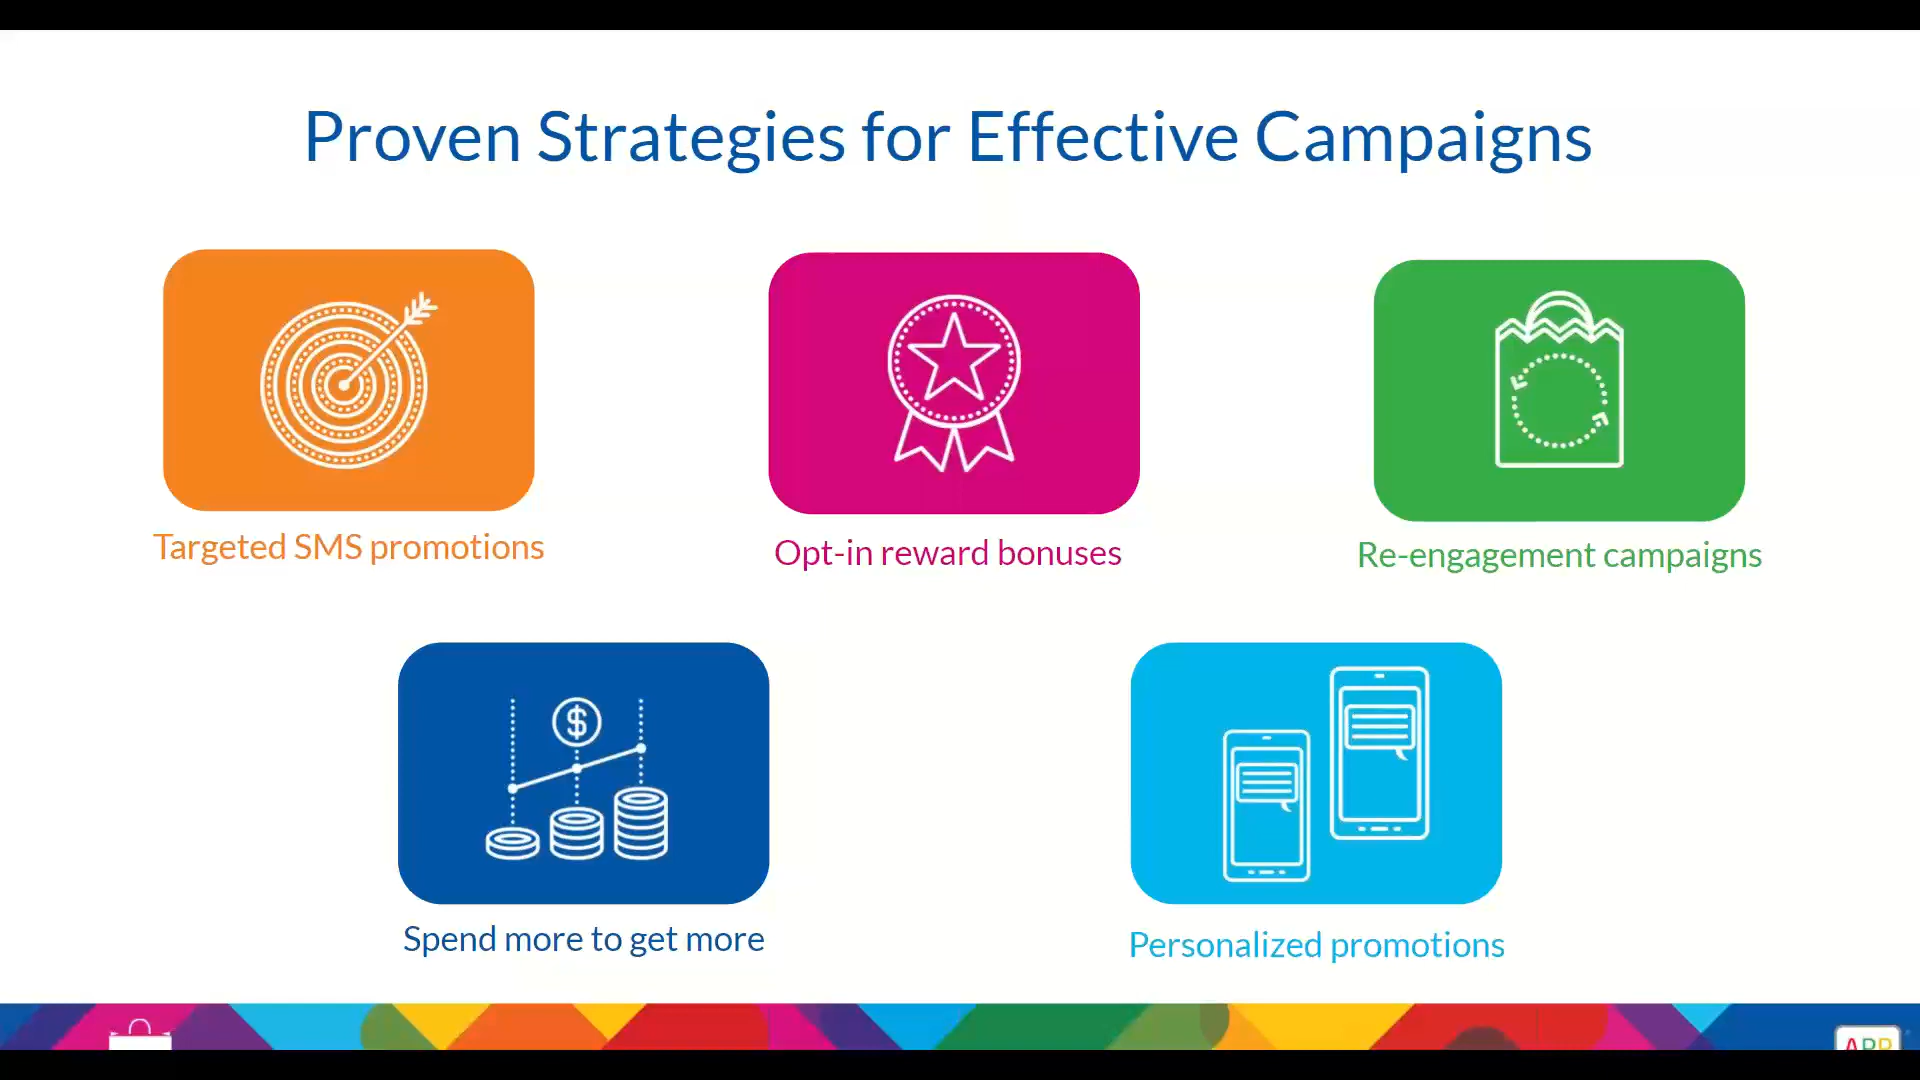 Proven Strategies for Effective Campaigns
Targeted SMS promotions
Opt-in reward bonuses
Re-engagement campaigns
$
Spend more to get more
Personalized promotions
APP